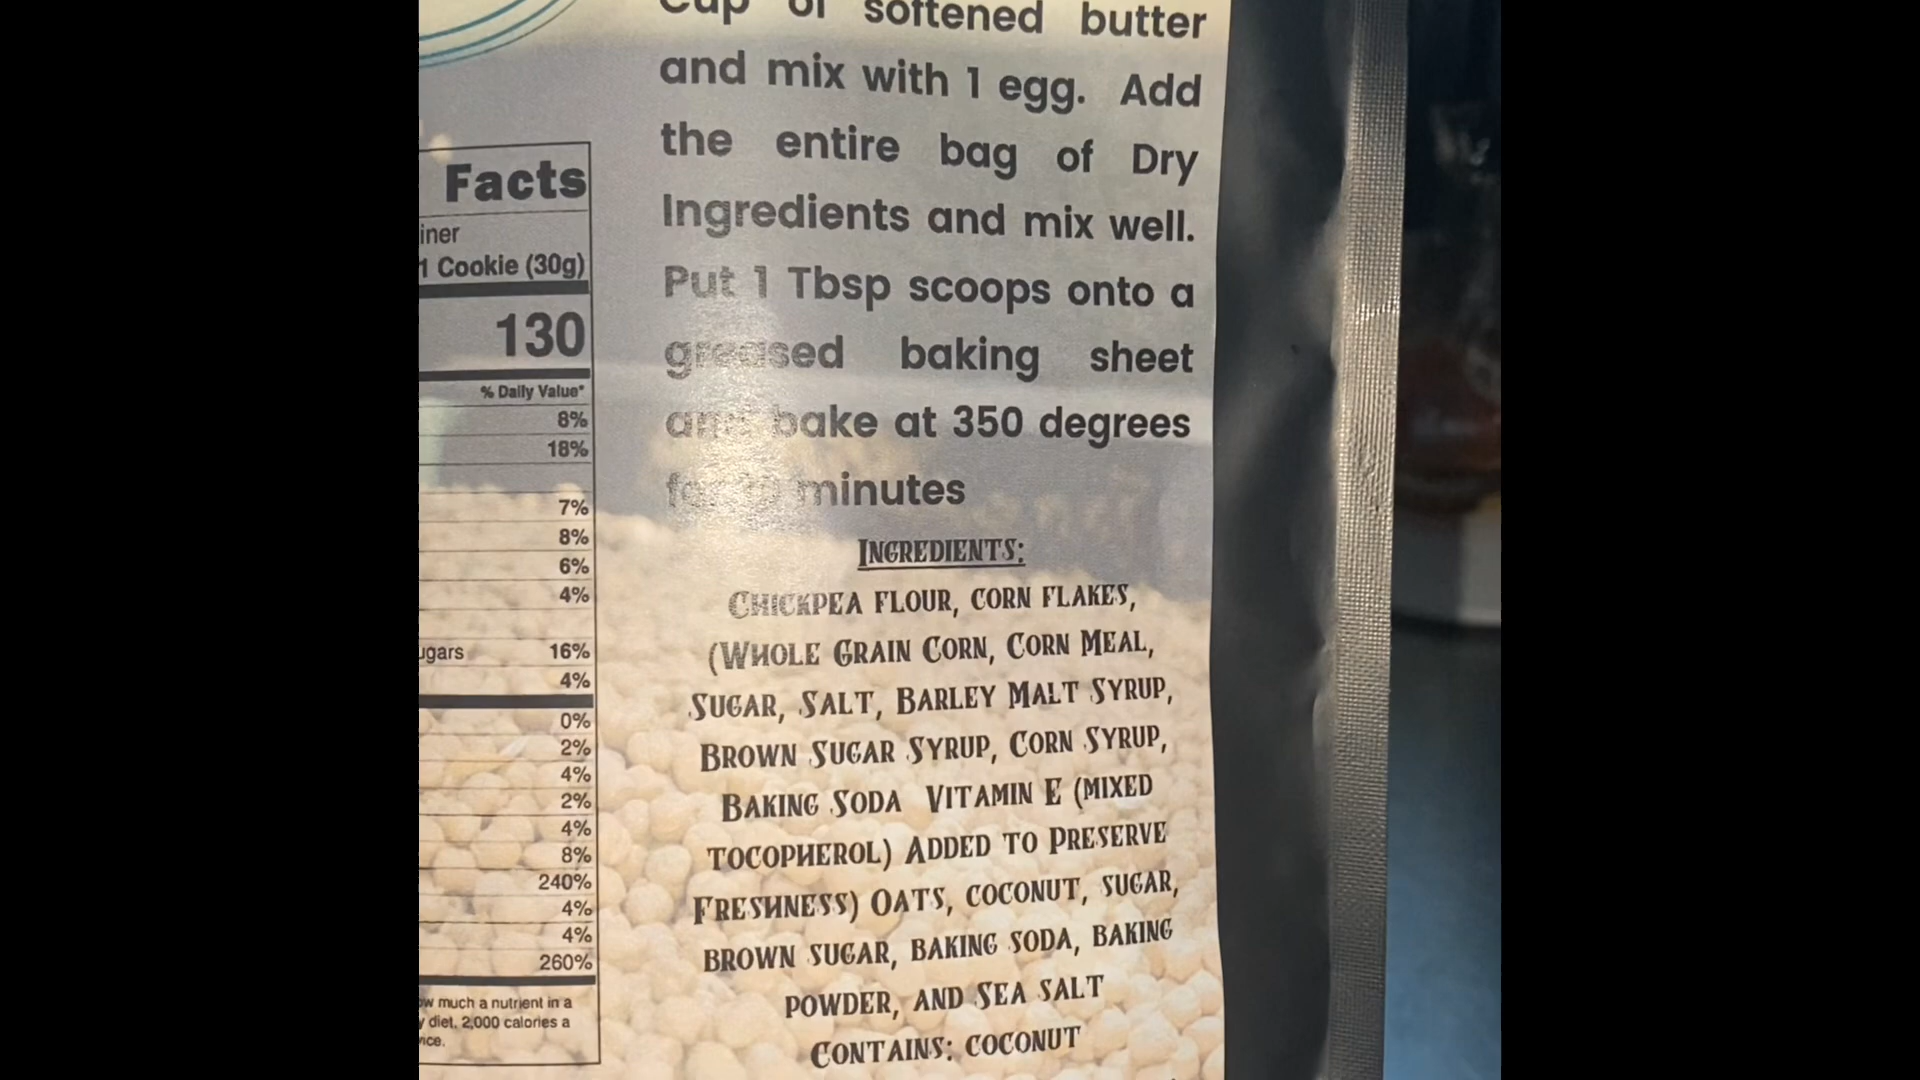 Facts
iner
1 Cookie (30g)
130
% Daily Value*
8%
18%
7%
8%
6%
4%
ugars 16%
4%
0%
2%
4%
2%
4%
8%
240%
4%
4%
260%
ow much a nutrient in a
y diet. 2,000 calories a
Cup of softened butter
and mix with 1 egg. Add
the entire bag of Dry
Ingredients and mix well.
Put 1 Tbsp scoops onto a
greased baking sheet
and bake at 350 degrees
for minutes
INGREDIENTS:
CHICKPEA FLOUR, CORN FLAKES,
(WHOLE GRAIN CORN, CORN MEAL,
SUGAR, SALT, BARLEY MALT SYRUP,
BROWN SUGAR SYRUP, CORN SYRUP,
BAKING SODA VITAMIN E (MIXED
TOCOPHEROL) ADDED TO PRESERVE
FRESHNESS) OATS, COCONUT, SUGAR,
BROWN SUGAR, BAKING SODA, BAKING
POWDER, AND SEA SALT
CONTAINS: COCONUT